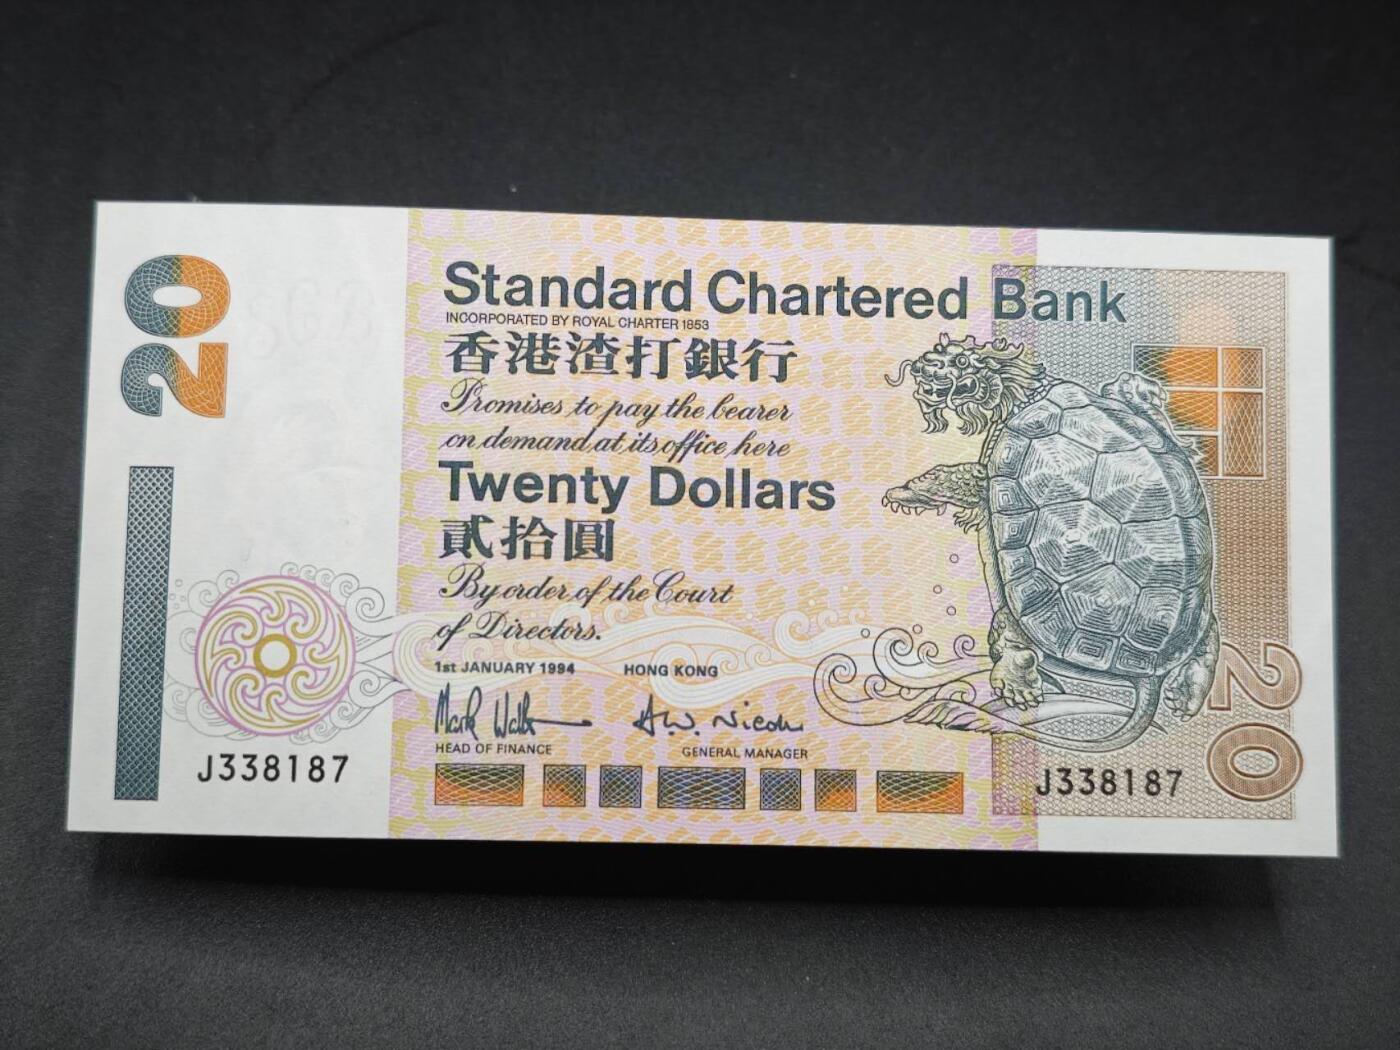 20
Standard Chartered Bank
INCORPORATED BY ROYAL CHARTER 1853
香港渣打銀行
Promises to pay the bearer
on demand at its office here
Twenty Dollars
貳拾圓
By order of the Court
of Directors.
1st JANUARY 1994 HONG KONG
HEAD OF FINANCE GENERAL MANAGER
J338187 J338187
20